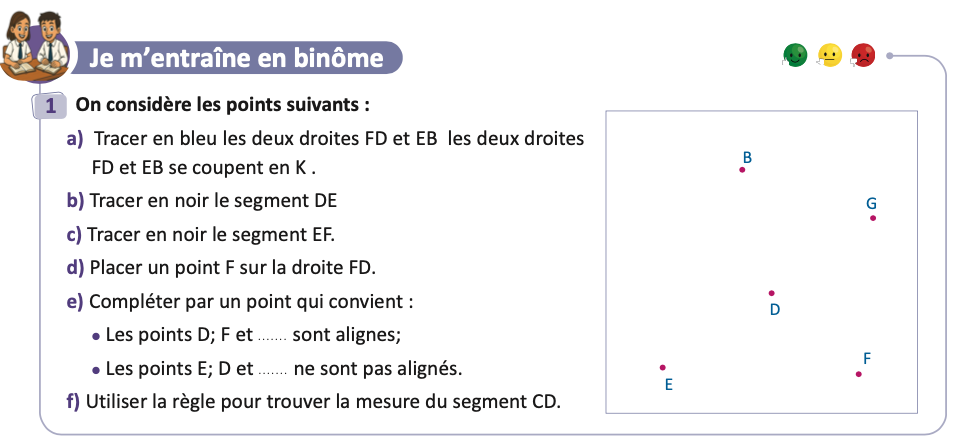 Je m’entraîne en binôme
1 On considère les points suivants :
a) Tracer en bleu les deux droites FD et EB les deux droites
FD et EB se coupent en K .
b) Tracer en noir le segment DE
c) Tracer en noir le segment EF.
d) Placer un point F sur la droite FD.
e) Compléter par un point qui convient :
• Les points D; F et ....... sont alignes;
• Les points E; D et ....... ne sont pas alignés.
f) Utiliser la règle pour trouver la mesure du segment CD.
B
G
D
F
E